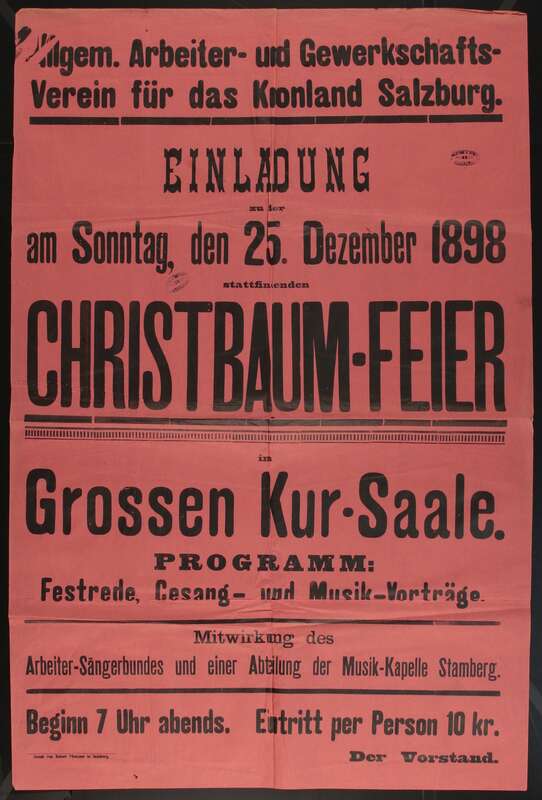 Allgem. Arbeiter- und Gewerkschafts-
Verein für das Kronland Salzburg.
EINLADUNG
zu der
am Sonntag, den 25. Dezember 1898
stattfindenden
CHRISTBAUM-FEIER
im
Grossen Kur-Saale.
PROGRAMM:
Festrede, Gesang- und Musik-Vorträge.
Mitwirkung des
Arbeiter-Sängerbundes und einer Abteilung der Musik-Kapelle Stamberg.
Beginn 7 Uhr abends. Eintritt per Person 10 kr.
Der Vorstand.